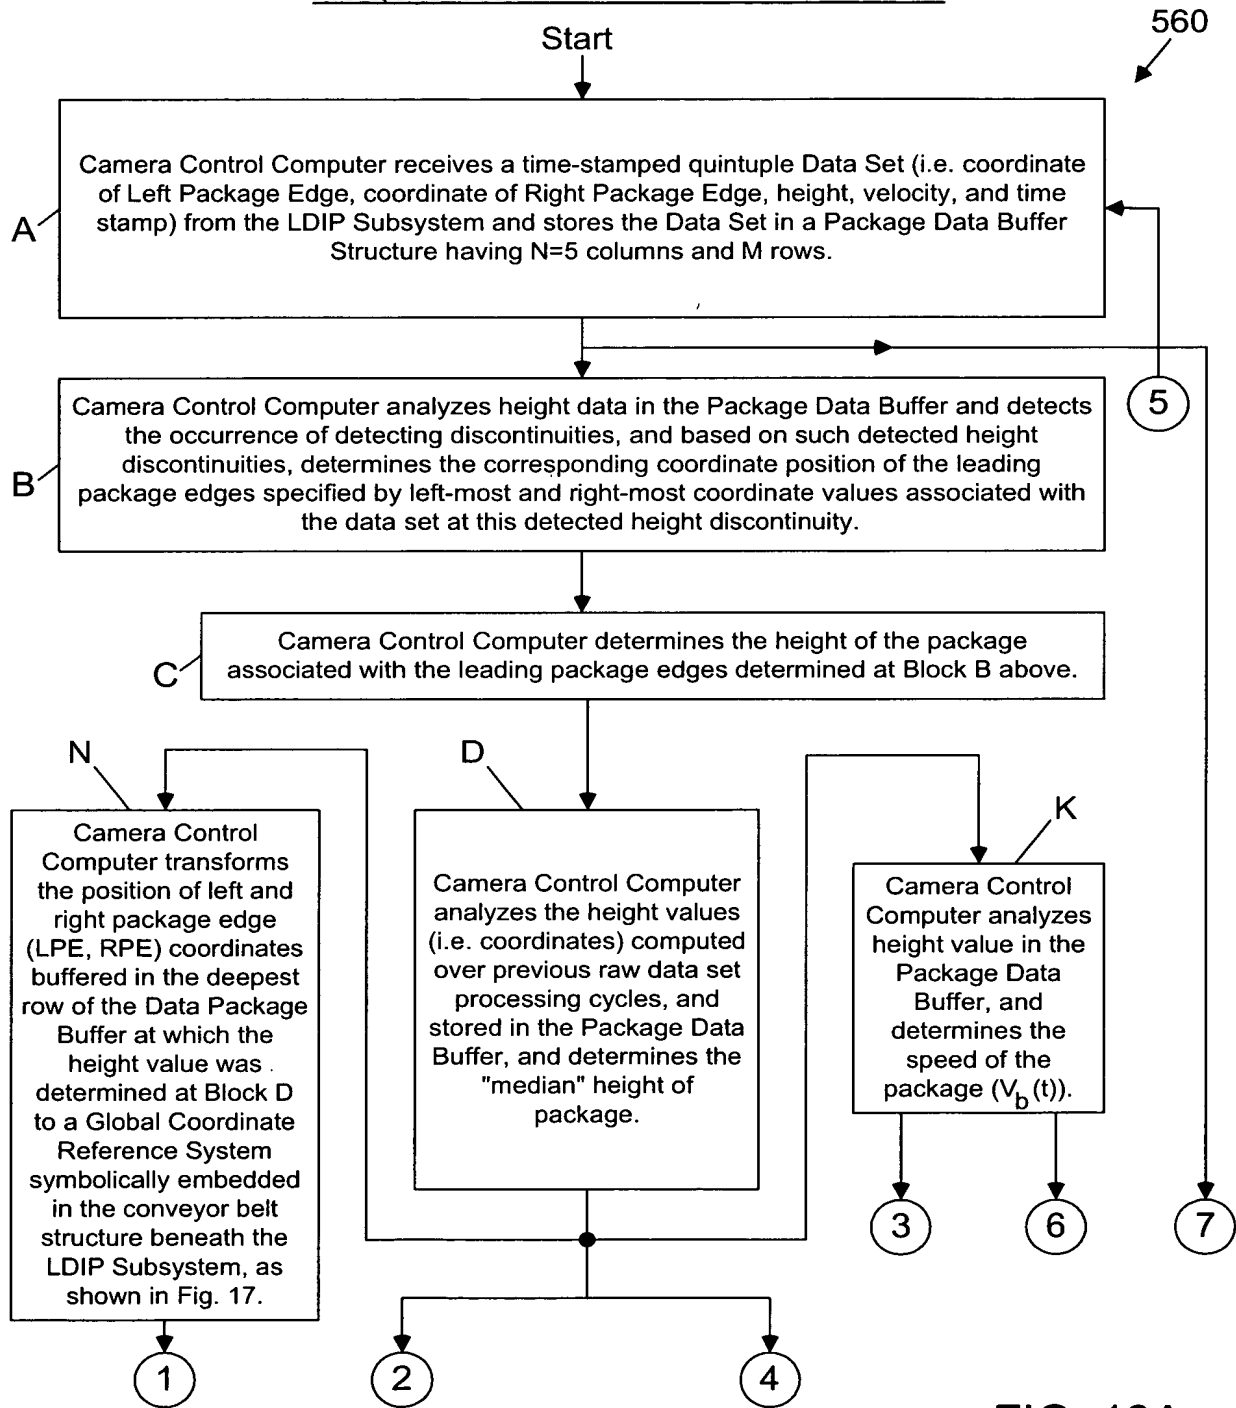 560
Start
Camera Control Computer receives a time-stamped quintuple Data Set (i.e. coordinate
of Left Package Edge, coordinate of Right Package Edge, height, velocity, and time
stamp) from the LDIP Subsystem and stores the Data Set in a Package Data Buffer
Structure having N=5 columns and M rows.
A
5
Camera Control Computer analyzes height data in the Package Data Buffer and detects
the occurrence of detecting discontinuities, and based on such detected height
discontinuities, determines the corresponding coordinate position of the leading
package edges specified by left-most and right-most coordinate values associated with
the data set at this detected height discontinuity.
B
Camera Control Computer determines the height of the package
associated with the leading package edges determined at Block B above.
C
N
Camera Control
Computer transforms
the position of left and
right package edge
(LPE, RPE) coordinates
buffered in the deepest
row of the Data Package
Buffer at which the
height value was
determined at Block D
to a Global Coordinate
Reference System
symbolically embedded
in the conveyor belt
structure beneath the
LDIP Subsystem, as
shown in Fig. 17.
D
Camera Control Computer
analyzes the height values
(i.e. coordinates) computed
over previous raw data set
processing cycles, and
stored in the Package Data
Buffer, and determines the
"median" height of
package.
K
Camera Control
Computer analyzes
height value in the
Package Data
Buffer, and
determines the
speed of the
package (V_b(t)).
3
6
7
1
2
4